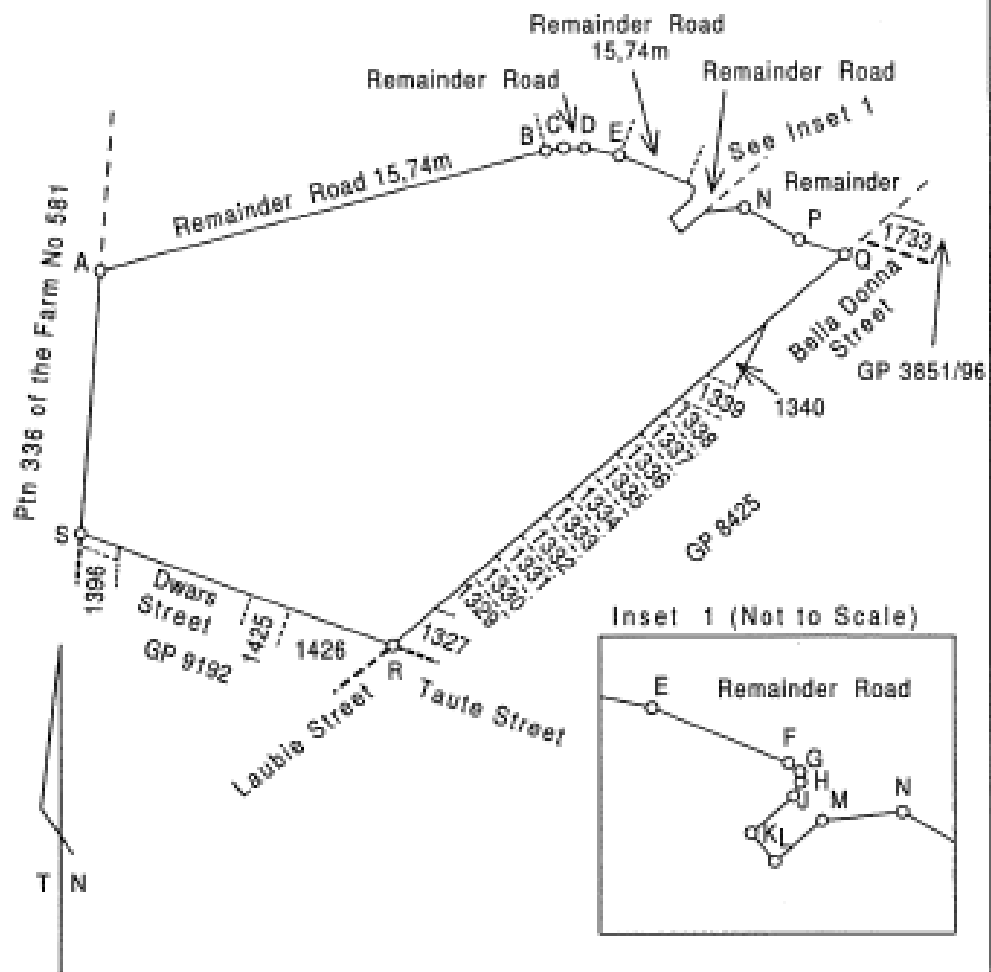 Remainder Road
15,74m
Remainder Road
Remainder Road
See Inset 1
B C D E
Remainder
Remainder Road 15,74m
N
P
Q
1733
A
Ptn 336 of the Farm No 581
Bella Donna
Street
GP 3851/96
1339
1340
GP 8425
S
1396
Dwars
Street
1425
1426
GP 9192
1327
R
Taute Street
Inset 1 (Not to Scale)
E
Remainder Road
F
G
H
J
K
L
M
N
T N